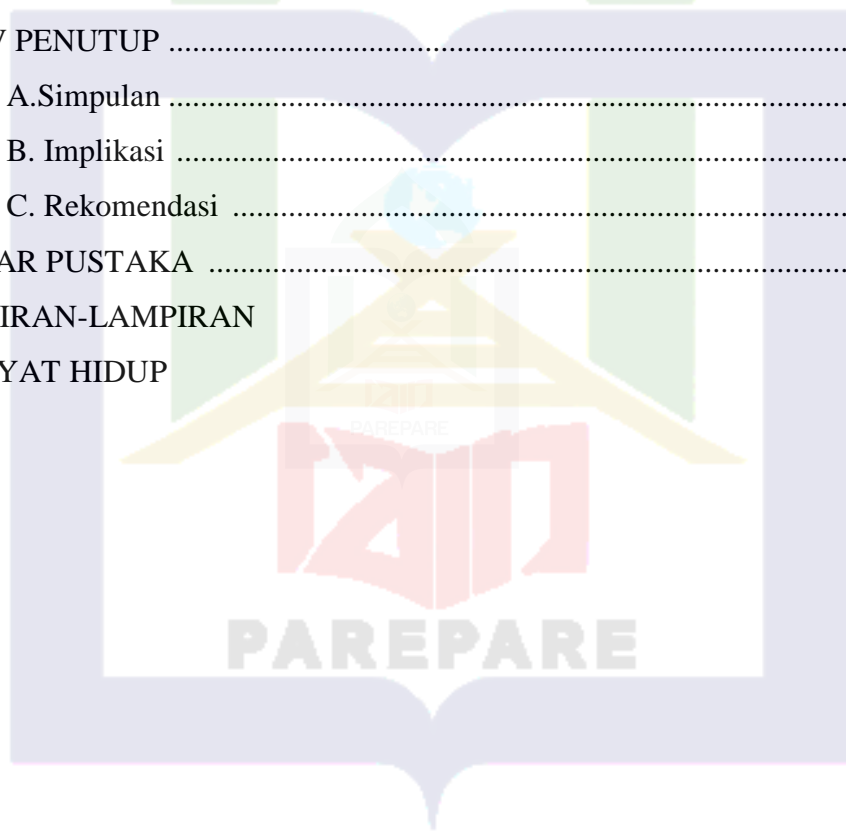 PENUTUP ................................................................................................
A.Simpulan ................................................................................................
B. Implikasi ...............................................................................................
C. Rekomendasi .......................................................................................
AR PUSTAKA ...........................................................................................
IRAN-LAMPIRAN
YAT HIDUP
PAREPARE
PAREPARE